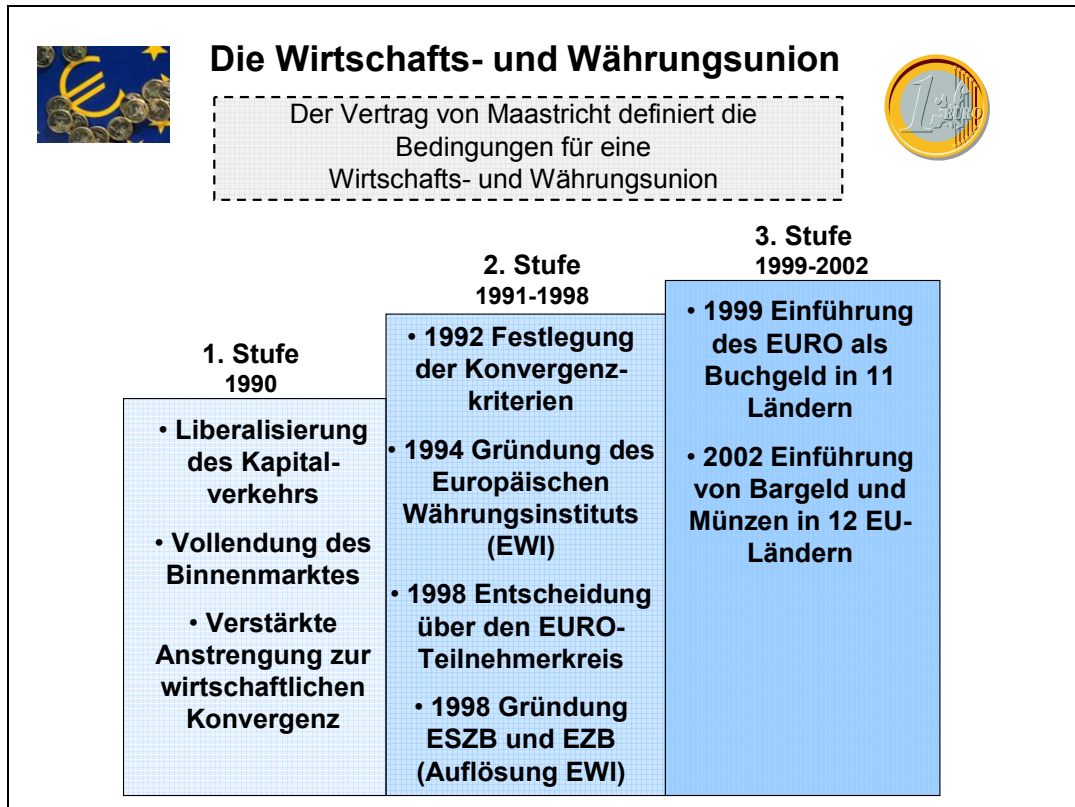 Die Wirtschafts- und Währungsunion
Der Vertrag von Maastricht definiert die
Bedingungen für eine
Wirtschafts- und Währungsunion
1 EURO
1. Stufe
1990
• Liberalisierung
des Kapital-
verkehrs
• Vollendung des
Binnenmarktes
• Verstärkte
Anstrengung zur
wirtschaftlichen
Konvergenz
2. Stufe
1991-1998
• 1992 Festlegung
der Konvergenz-
kriterien
• 1994 Gründung des
Europäischen
Währungsinstituts
(EWI)
• 1998 Entscheidung
über den EURO-
Teilnehmerkreis
• 1998 Gründung
ESZB und EZB
(Auflösung EWI)
3. Stufe
1999-2002
• 1999 Einführung
des EURO als
Buchgeld in 11
Ländern
• 2002 Einführung
von Bargeld und
Münzen in 12 EU-
Ländern